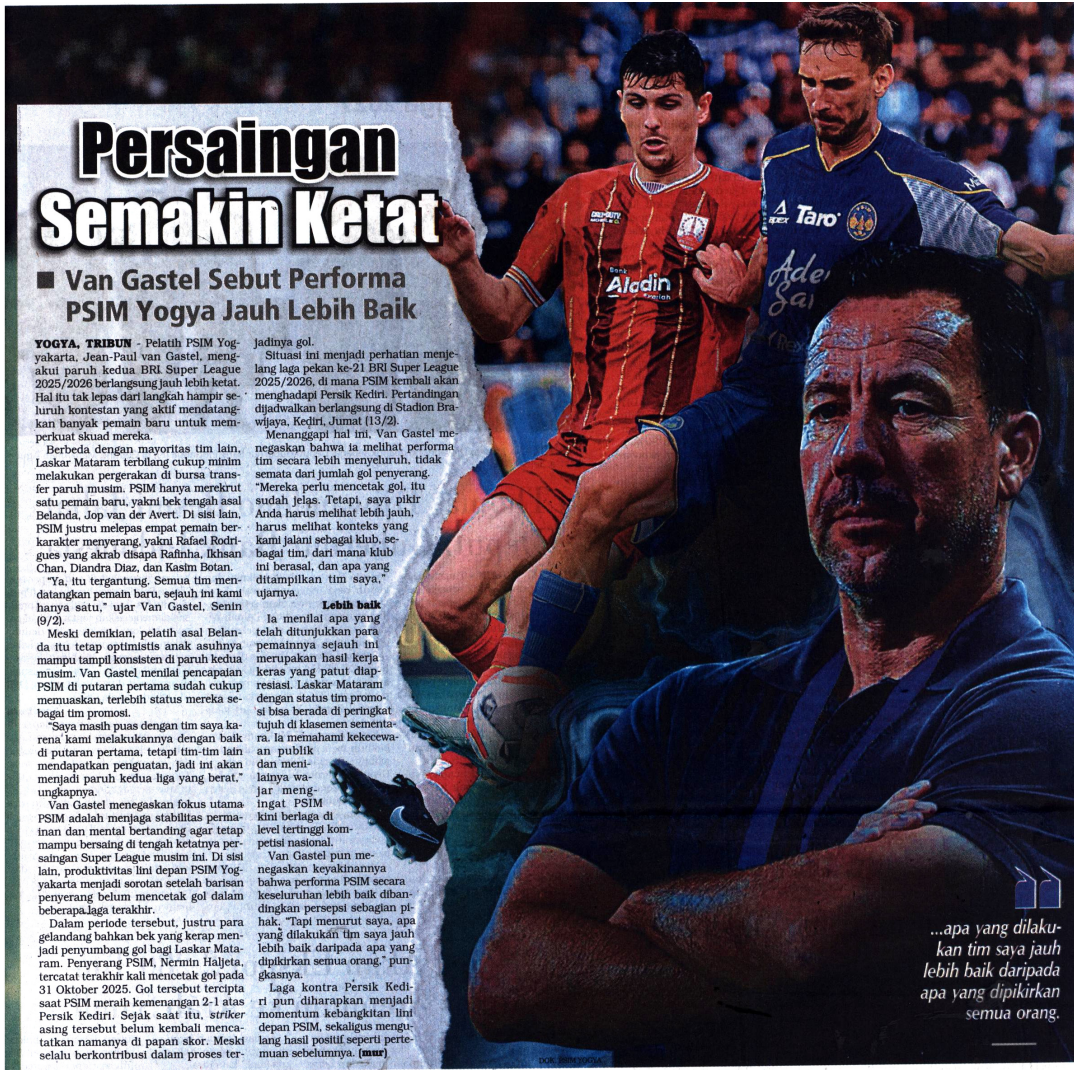 Persaingan
Semakin Ketat
■ Van Gastel Sebut Performa
PSIM Yogya Jauh Lebih Baik
YOGYA, TRIBUN - Pelatih PSIM Yog-
yakarta, Jean-Paul van Gastel, meng-
akui paruh kedua BRI Super League
2025/2026 berlangsung jauh lebih ketat.
Hal itu tak lepas dari langkah hampir se-
luruh kontestan yang aktif mendatang-
kan banyak pemain baru untuk mem-
perkuat skuad mereka.
Berbeda dengan mayoritas tim lain,
Laskar Mataram terbilang cukup minim
melakukan pergerakan di bursa trans-
fer paruh musim. PSIM hanya merekrut
satu pemain baru, yakni bek tengah asal
Belanda, Jop van der Avert. Di sisi lain,
PSIM justru melepas empat pemain ber-
karakter menyerang, yakni Rafael Rodri-
gues yang akrab disapa Rafinha, Ikhsan
Chan, Diandra Diaz, dan Kasim Botan.
“Ya, itu tergantung. Semua tim men-
datangkan pemain baru, sejauh ini kami
hanya satu,” ujar Van Gastel, Senin
(9/2).
Meski demikian, pelatih asal Belan-
da itu tetap optimistis anak asuhnya
mampu tampil konsisten di paruh kedua
musim. Van Gastel menilai pencapaian
PSIM di putaran pertama sudah cukup
memuaskan, terlebih status mereka se-
bagai tim promosi.
“Saya masih puas dengan tim saya ka-
rena kami melakukannya dengan baik
di putaran pertama, tetapi tim-tim lain
mendapatkan penguatan, jadi ini akan
menjadi paruh kedua liga yang berat,”
ungkapnya.
Van Gastel menegaskan fokus utama
PSIM adalah menjaga stabilitas perma-
inan dan mental bertanding agar tetap
mampu bersaing di tengah ketatnya per-
saingan Super League musim ini. Di sisi
lain, produktivitas lini depan PSIM Yog-
yakarta menjadi sorotan setelah barisan
penyerang belum mencetak gol dalam
beberapa laga terakhir.
Dalam periode tersebut, justru para
gelandang bahkan bek yang kerap men-
jadi penyumbang gol bagi Laskar Mata-
ram. Penyerang PSIM, Nermin Haljeta,
tercatat terakhir kali mencetak gol pada
31 Oktober 2025. Gol tersebut tercipta
saat PSIM meraih kemenangan 2-1 atas
Persik Kediri. Sejak saat itu, striker
asing tersebut belum kembali menca-
tatkan namanya di papan skor. Meski
selalu berkontribusi dalam proses ter-
jadinya gol.
Situasi ini menjadi perhatian menje-
lang laga pekan ke-21 BRI Super League
2025/2026, di mana PSIM kembali akan
menghadapi Persik Kediri. Pertandingan
dijadwalkan berlangsung di Stadion Bra-
wijaya, Kediri, Jumat (13/2).
Menanggapi hal ini, Van Gastel me-
negaskan bahwa ia melihat performa
tim secara lebih menyeluruh, tidak
semata dari jumlah gol penyerang.
“Mereka perlu mencetak gol, itu
sudah jelas. Tetapi, saya pikir
Anda harus melihat lebih jauh,
harus melihat konteks yang
kami jalani sebagai klub, se-
bagai tim, dari mana klub
ini berasal, dan apa yang
ditampilkan tim saya,”
ujarnya.
Lebih baik
Ia menilai apa yang
telah ditunjukkan para
pemainnya sejauh ini
merupakan hasil kerja
keras yang patut diap-
resiasi. Laskar Mataram
dengan status tim promo-
si bisa berada di peringkat
tujuh di klasemen sementa-
ra. Ia memahami kekecewa-
an publik
dan meni-
lainya wa-
jar meng-
ingat PSIM
kini berlaga di
level tertinggi kom-
petisi nasional.
Van Gastel pun me-
negaskan keyakinannya
bahwa performa PSIM secara
keseluruhan lebih baik diban-
dingkan persepsi sebagian pi-
hak. “Tapi menurut saya, apa
yang dilakukan tim saya jauh
lebih baik daripada apa yang
dipikirkan semua orang,” pun-
gkasnya.
Laga kontra Persik Kedi-
ri pun diharapkan menjadi
momentum kebangkitan lini
depan PSIM, sekaligus mengu-
lang hasil positif seperti perte-
muan sebelumnya. (mur)
CALL OF DUTY
Bank
Aladin
Syariah
Taro
...apa yang dilaku-
kan tim saya jauh
lebih baik daripada
apa yang dipikirkan
semua orang.
DOK. PSIM YOGYA